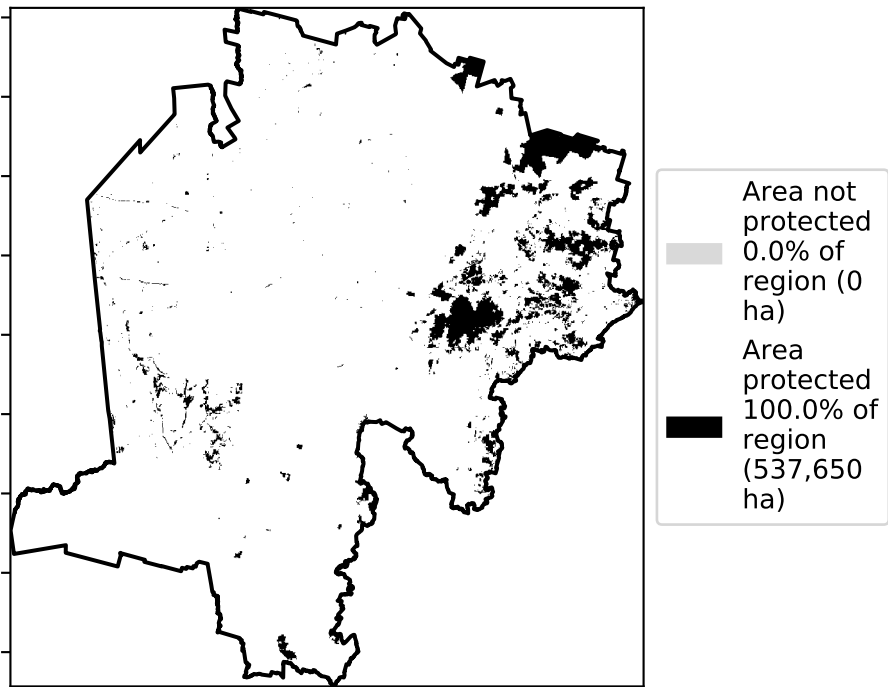 Area not
protected
0.0% of
region (0
ha)
Area
protected
100.0% of
region
(537,650
ha)